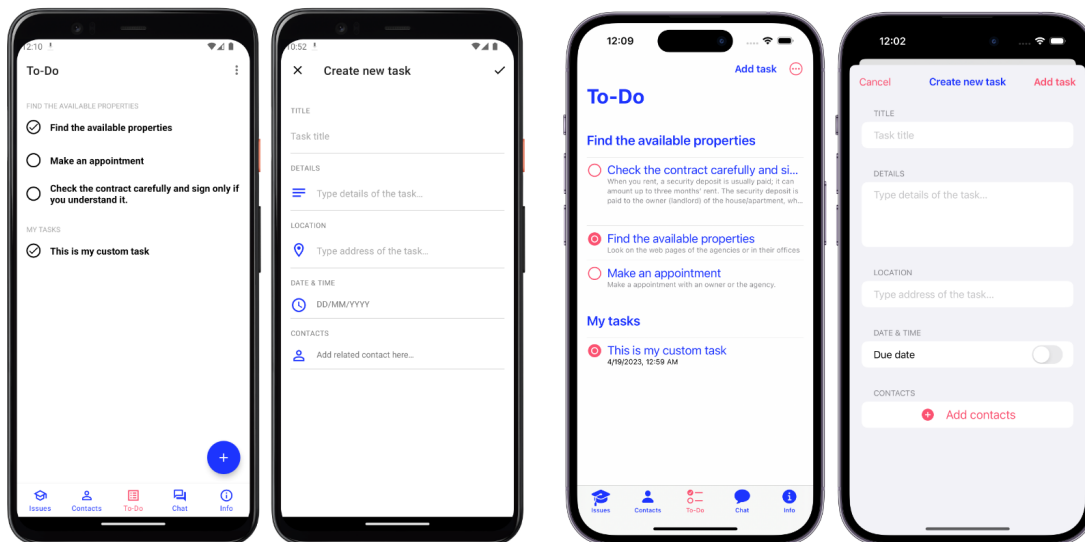 12:10
To-Do
FIND THE AVAILABLE PROPERTIES
Find the available properties
Make an appointment
Check the contract carefully and sign only if
you understand it.
MY TASKS
This is my custom task
+
Issues Contacts To-Do Chat Info
10:52
Create new task
TITLE
Task title
DETAILS
Type details of the task...
LOCATION
Type address of the task...
DATE & TIME
DD/MM/YYYY
CONTACTS
Add related contact here...
12:09
Add task
To-Do
Find the available properties
Check the contract carefully and si...
When you rent, a security deposit is usually paid; it can
amount up to three months' rent. The security deposit is
paid to the owner (landlord) of the house/apartment, wh...
Find the available properties
Look on the web pages of the agencies or in their offices
Make an appointment
Make a appointment with an owner or the agency.
My tasks
This is my custom task
4/19/2023, 12:59 AM
Issues Contacts To-Do Chat Info
12:02
Cancel Create new task Add task
TITLE
Task title
DETAILS
Type details of the task...
LOCATION
Type address of the task...
DATE & TIME
Due date
CONTACTS
Add contacts